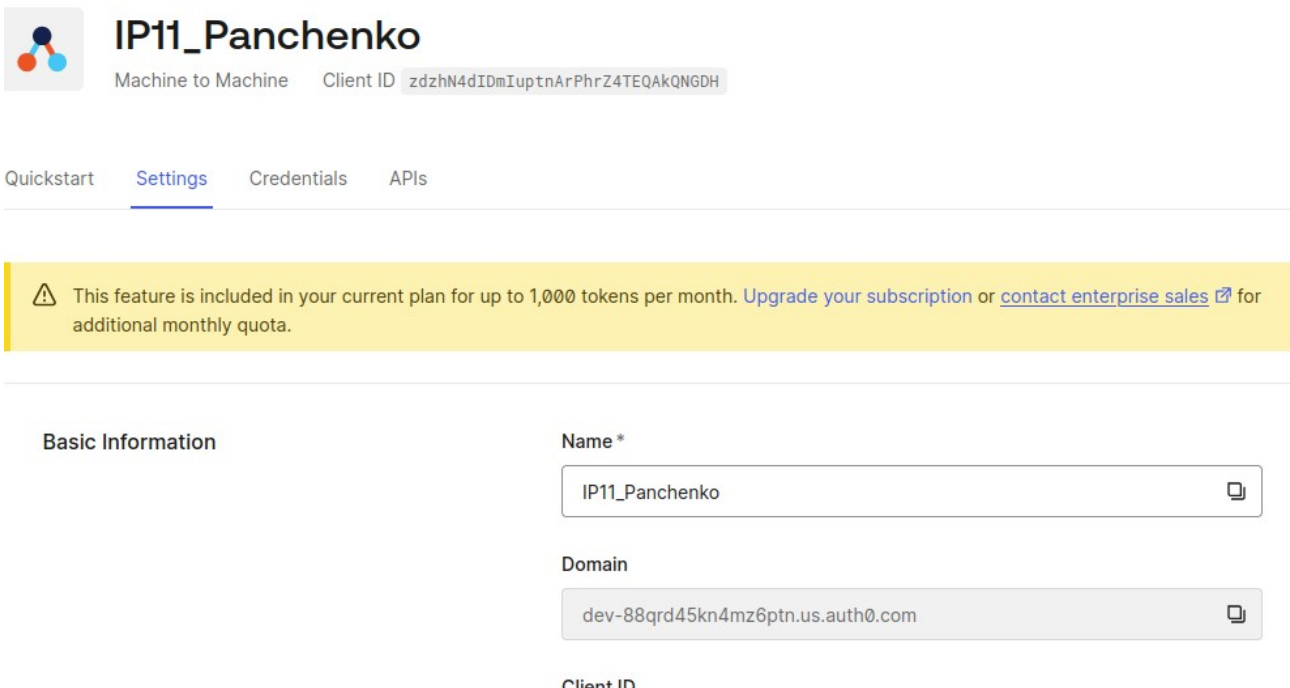 IP11_Panchenko
Machine to Machine Client ID zdzhN4dIDmIuptnArPhrZ4TEQAkQNGDH
Quickstart Settings Credentials APIs
This feature is included in your current plan for up to 1,000 tokens per month. Upgrade your subscription or contact enterprise sales for
additional monthly quota.
Basic Information
Name *
IP11_Panchenko
Domain
dev-88qrd45kn4mz6ptn.us.auth0.com
Client ID